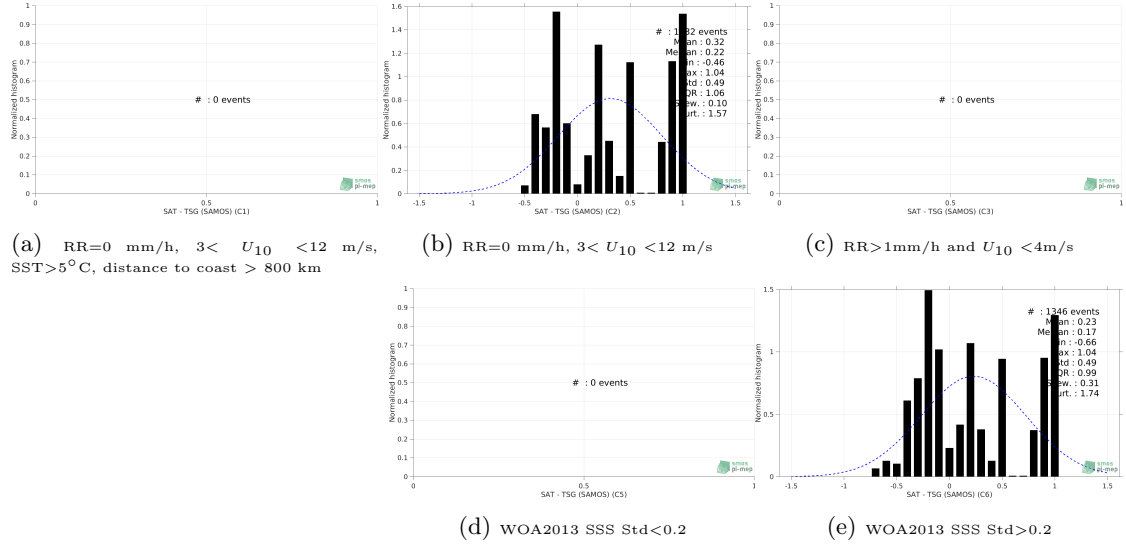 1
0.9
0.8
0.7
0.6
0.5
0.4
0.3
0.2
0.1
0
Normalized histogram
# : 0 events
0 0.5 1
SAT - TSG (SAMOS) (C1)
smos
pi-mep
(a) RR=0 mm/h, 3< U10 <12 m/s,
SST>5°C, distance to coast > 800 km
1.6
1.4
1.2
1
0.8
0.6
0.4
0.2
0
Normalized histogram
: 0.32
: 0.22
: -0.46
: 1.04
: 0.49
: 1.06
: 0.10
: 1.57
-1.5 -1 -0.5 0 0.5 1 1.5
SAT - TSG (SAMOS) (C2)
smos
pi-mep
(b) RR=0 mm/h, 3< U10 <12 m/s
1
0.9
0.8
0.7
0.6
0.5
0.4
0.3
0.2
0.1
0
Normalized histogram
# : 0 events
0 0.5 1
SAT - TSG (SAMOS) (C3)
smos
pi-mep
(c) RR>1mm/h and U10 <4m/s
1
0.9
0.8
0.7
0.6
0.5
0.4
0.3
0.2
0.1
0
Normalized histogram
# : 0 events
0 0.5 1
SAT - TSG (SAMOS) (C5)
smos
pi-mep
(d) WOA2013 SSS Std<0.2
1.5
1
0.5
0
Normalized histogram
# : 1346 events
: 0.23
: 0.17
: -0.66
: 1.04
: 0.49
: 0.99
: 0.31
: 1.74
-1.5 -1 -0.5 0 0.5 1 1.5
SAT - TSG (SAMOS) (C6)
smos
pi-mep
(e) WOA2013 SSS Std>0.2